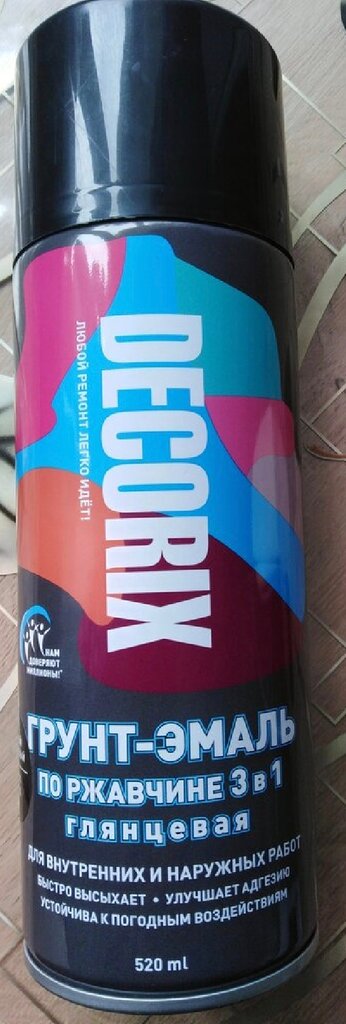 DECORIX
ЛЮБОЙ РЕМОНТ ЛЕГКО ИДЁТ!
НАМ
ДОВЕРЯЮТ
МИЛЛИОНЫ!*
ГРУНТ-ЭМАЛЬ
ПО РЖАВЧИНЕ 3 в 1
глянцевая
ДЛЯ ВНУТРЕННИХ И НАРУЖНЫХ РАБОТ
БЫСТРО ВЫСЫХАЕТ • УЛУЧШАЕТ АДГЕЗИЮ
УСТОЙЧИВА К ПОГОДНЫМ ВОЗДЕЙСТВИЯМ
520 ml